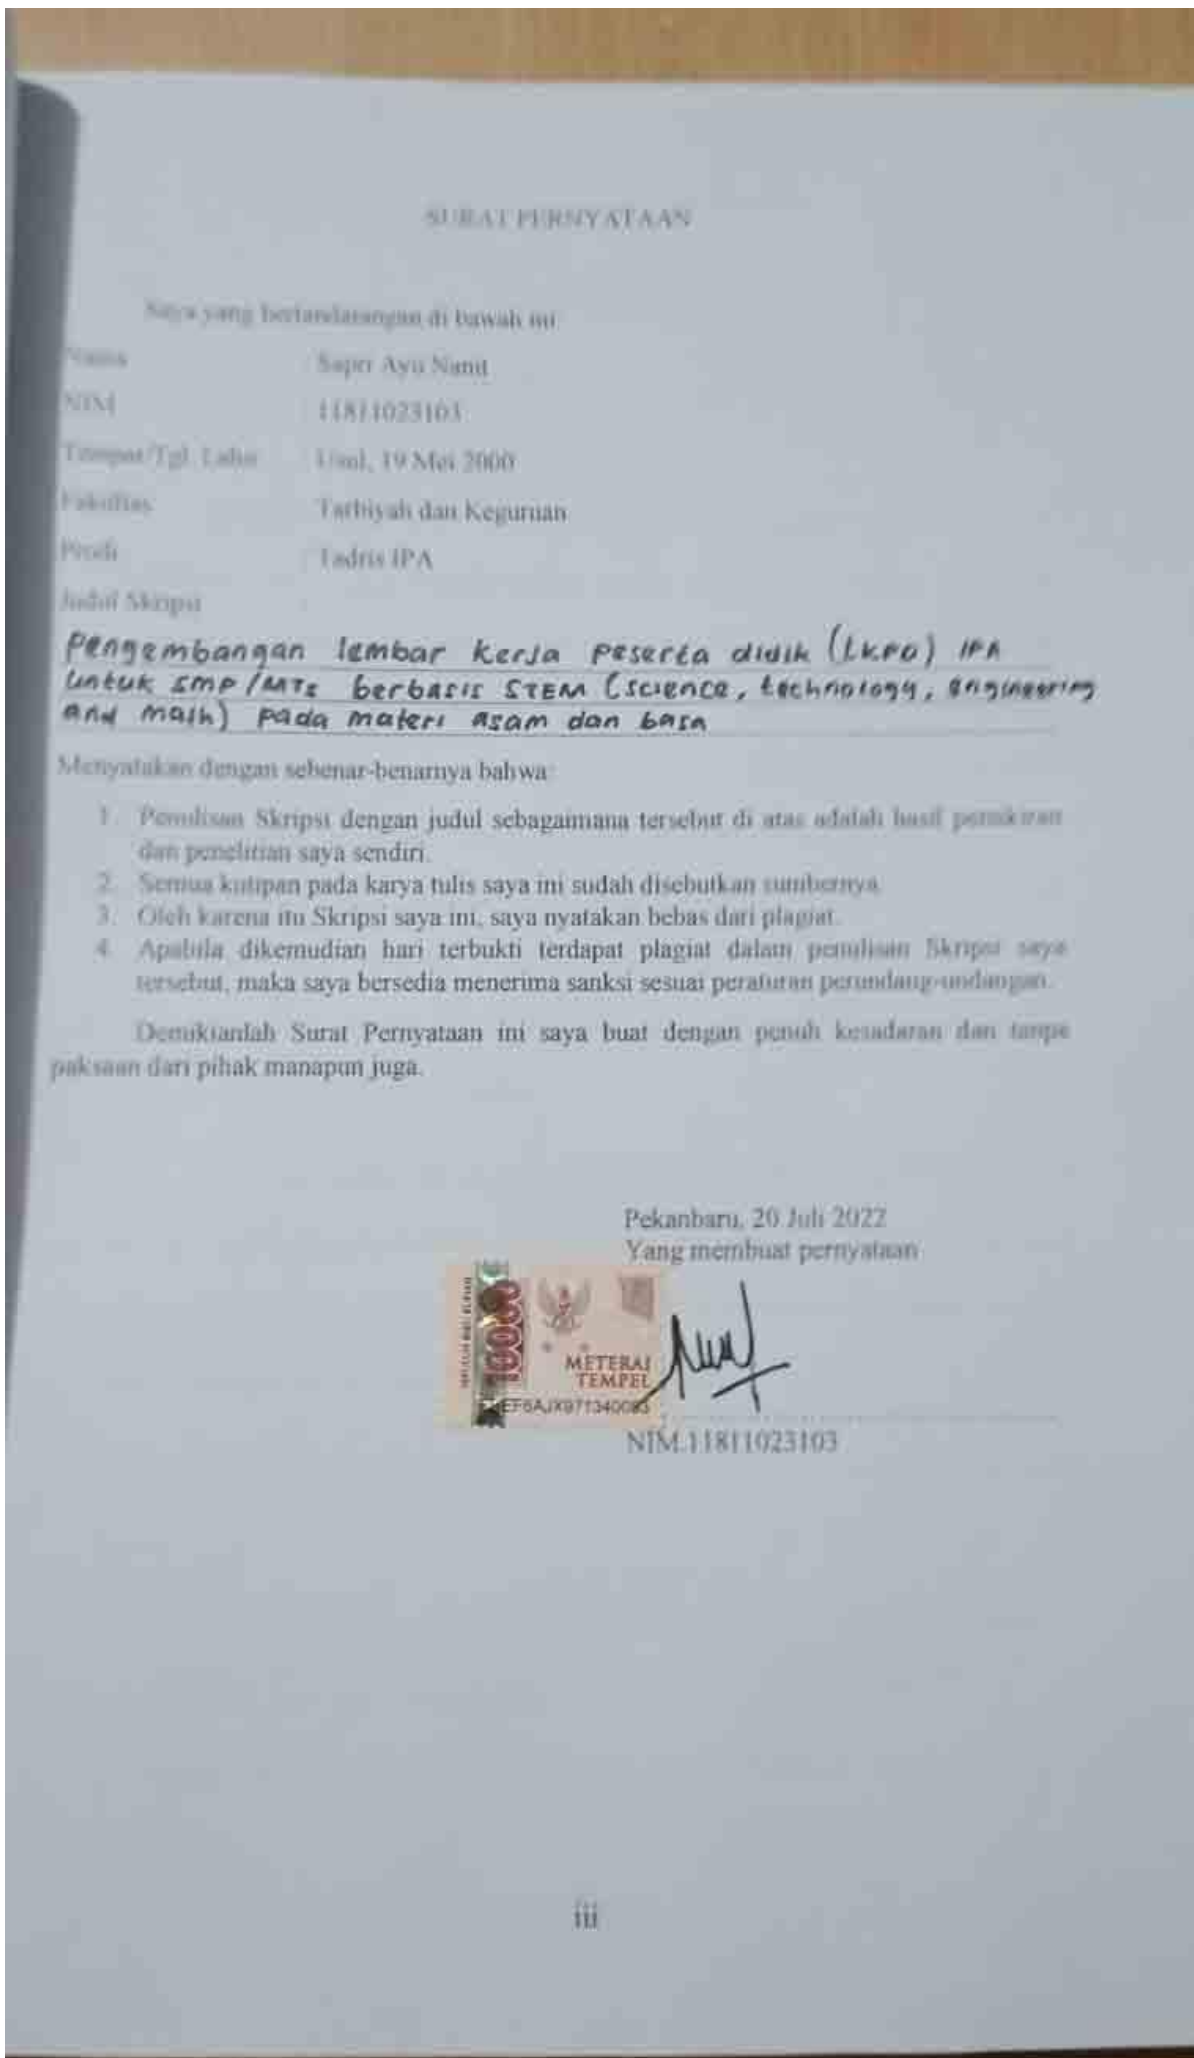 SURAT PERNYATAAN
Saya yang bertandatangan di bawah ini
Nama : Sapri Ayu Nanit
NIM : 11811023103
Tempat/Tgl. Lahir : 19 Mei 2000
Fakultas : Tarbiyah dan Keguruan
Prodi : Tadris IPA
Judul Skripsi :
Pengembangan lembar kerja peserta didik (LKPD) IPA
untuk SMP/MTs berbasis STEM (science, technology, engineering
and math) pada materi asam dan basa
Menyatakan dengan sebenar-benarnya bahwa:
1. Penulisan Skripsi dengan judul sebagaimana tersebut di atas adalah hasil pemikiran
dan penelitian saya sendiri.
2. Semua kutipan pada karya tulis saya ini sudah disebutkan sumbernya.
3. Oleh karena itu Skripsi saya ini, saya nyatakan bebas dari plagiat.
4. Apabila dikemudian hari terbukti terdapat plagiat dalam penulisan Skripsi saya
tersebut, maka saya bersedia menerima sanksi sesuai peraturan perundang-undangan.
Demikianlah Surat Pernyataan ini saya buat dengan penuh kesadaran dan tanpa
paksaan dari pihak manapun juga.
Pekanbaru, 20 Juli 2022
Yang membuat pernyataan
10000
METERAI
TEMPEL
EF6AJX971340083
NIM.11811023103
iii